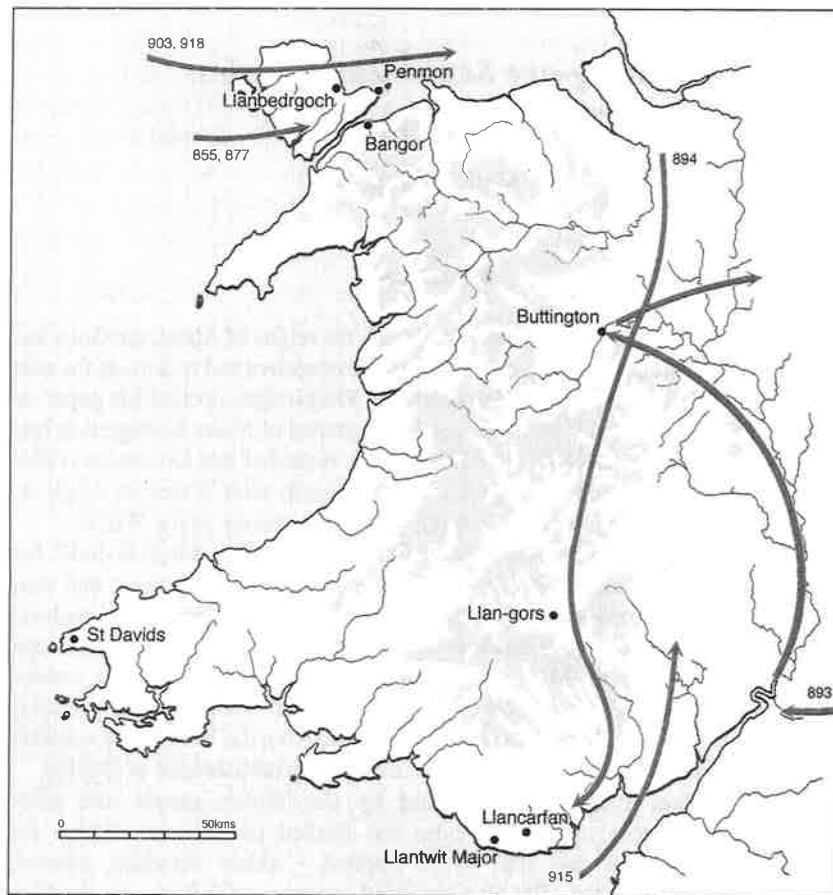 903, 918
Penmon
Llanbedrgoch
855, 877
Bangor
894
Buttington
Llan-gors
St Davids
893
Llancarfan
0 50kms
Llantwit Major
915